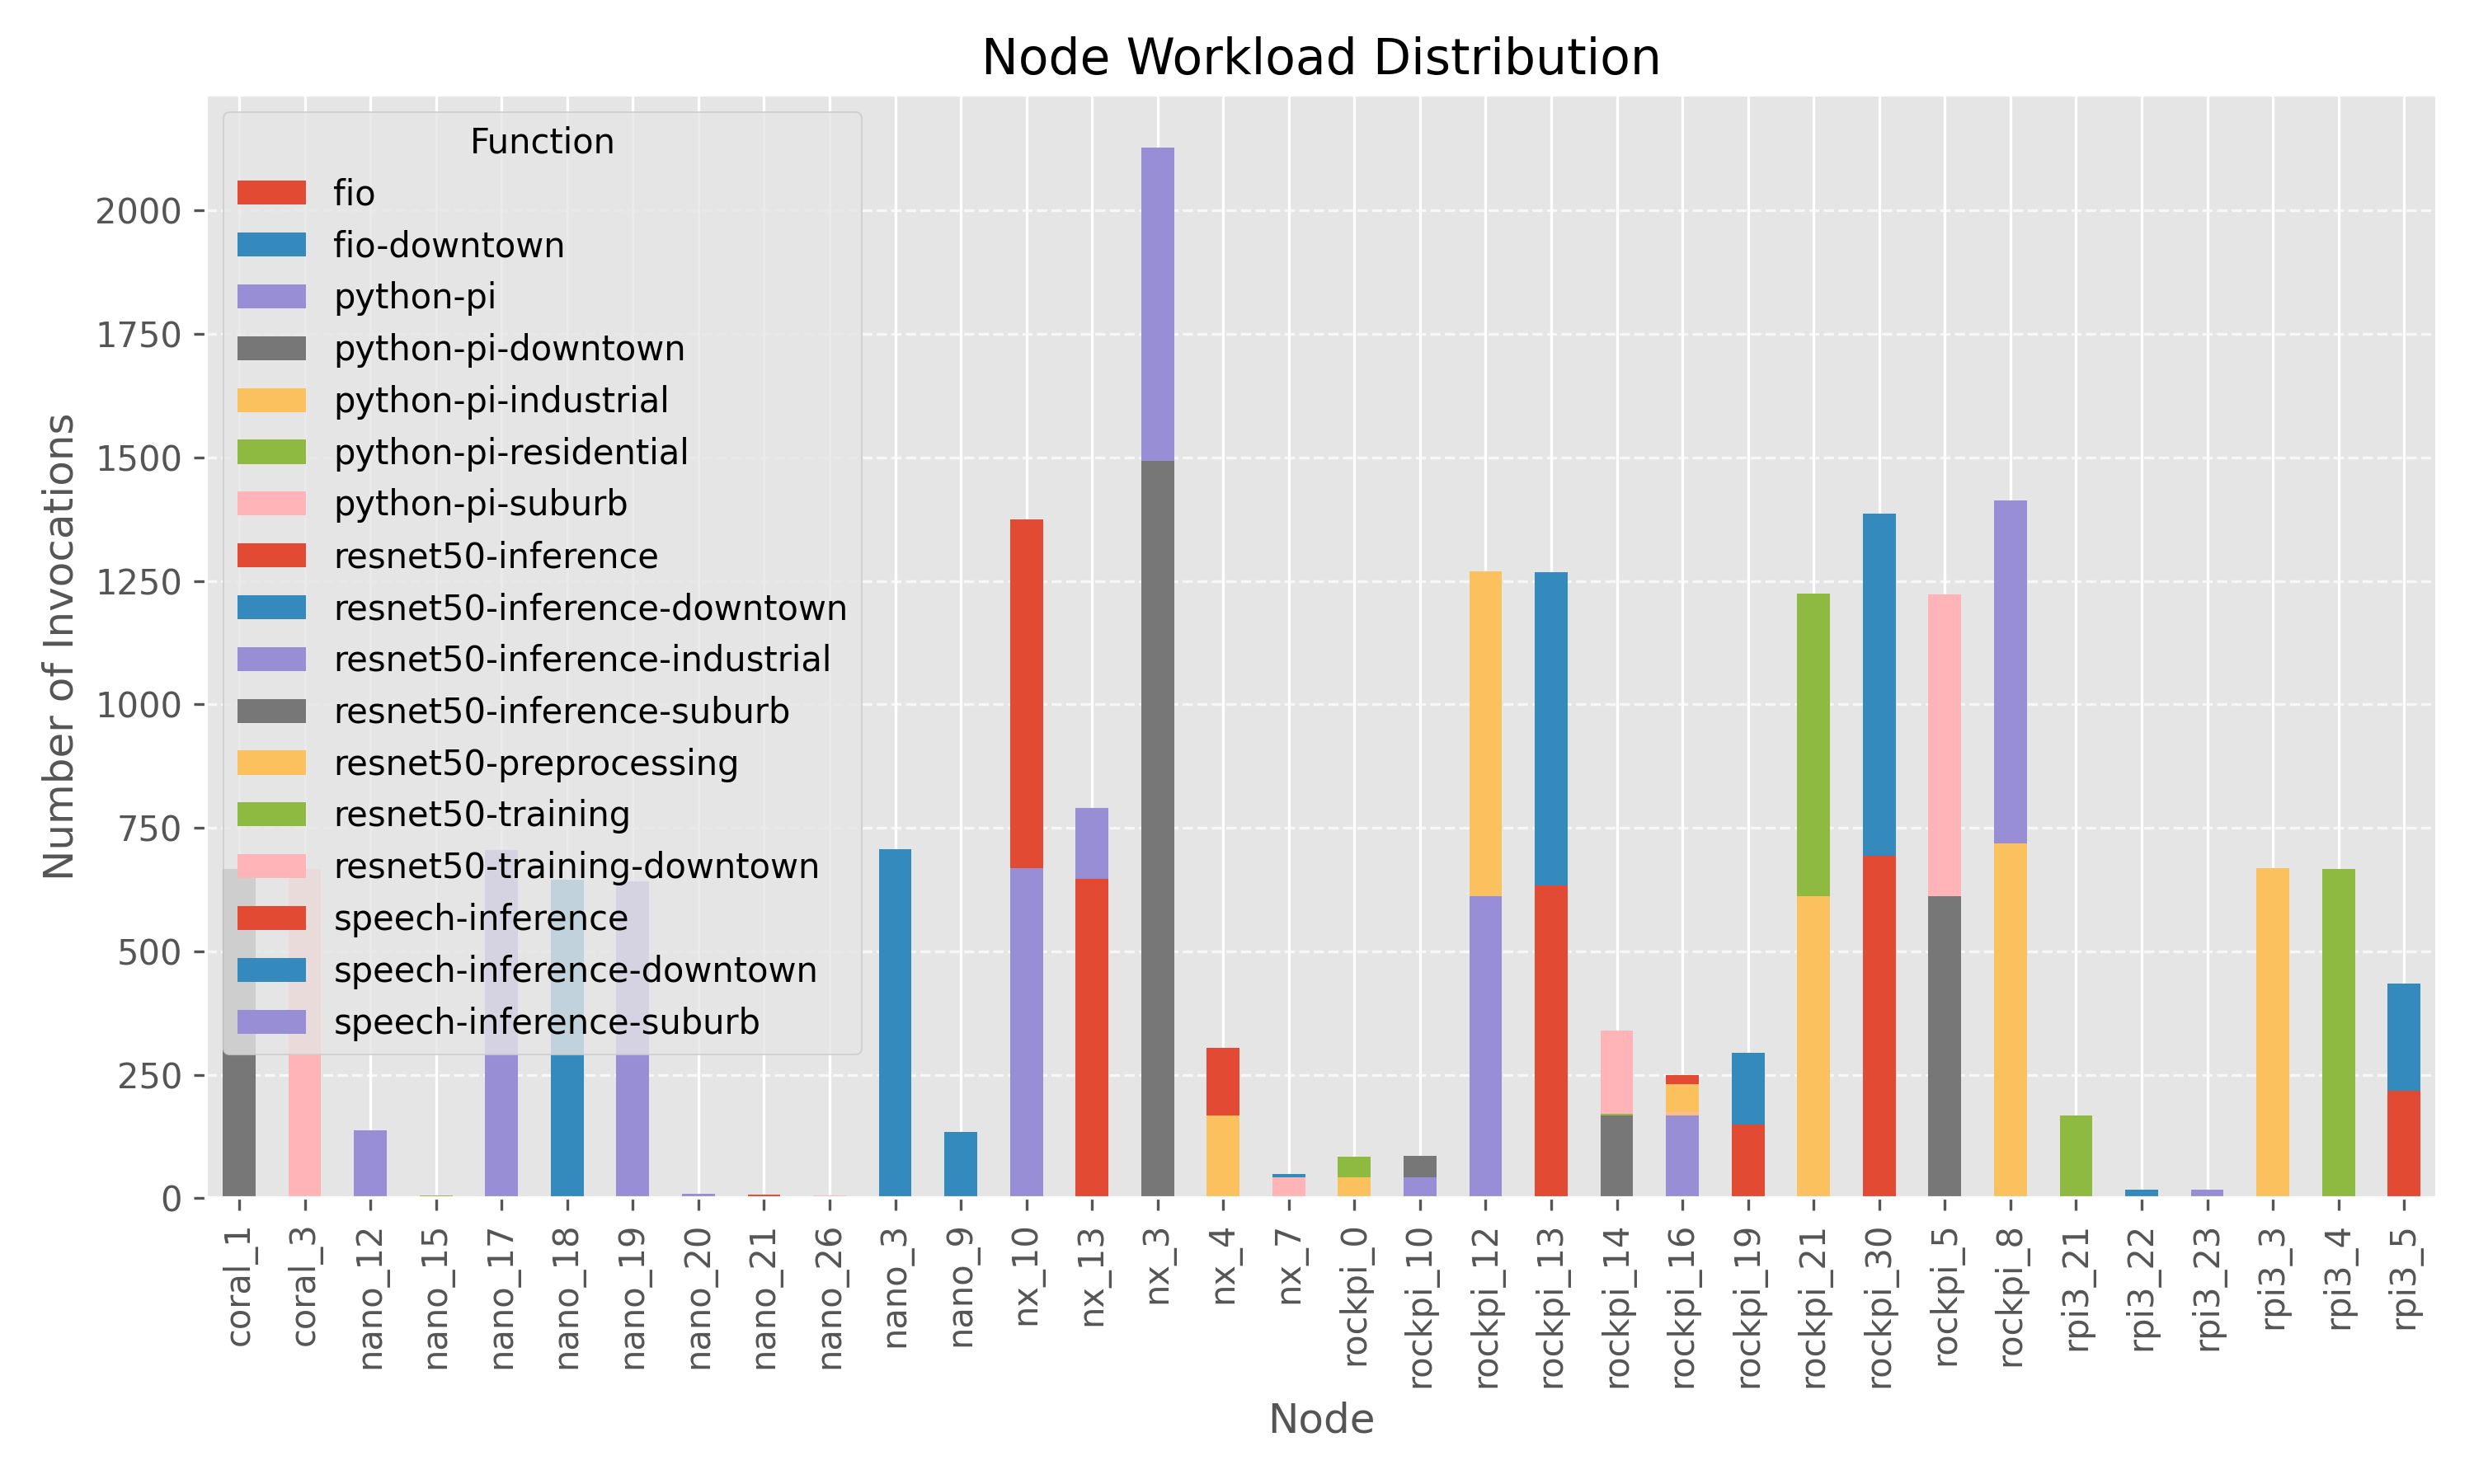 Node Workload Distribution
Function
fio
fio-downtown
python-pi
python-pi-downtown
python-pi-industrial
python-pi-residential
python-pi-suburb
resnet50-inference
resnet50-inference-downtown
resnet50-inference-industrial
resnet50-inference-suburb
resnet50-preprocessing
resnet50-training
resnet50-training-downtown
speech-inference
speech-inference-downtown
speech-inference-suburb
Number of Invocations
2000
1750
1500
1250
1000
750
500
250
0
coral_1
coral_3
nano_12
nano_15
nano_17
nano_18
nano_19
nano_20
nano_21
nano_26
nano_3
nano_9
nx_10
nx_13
nx_3
nx_4
nx_7
rockpi_0
rockpi_10
rockpi_12
rockpi_13
rockpi_14
rockpi_16
rockpi_19
rockpi_21
rockpi_30
rockpi_5
rockpi_8
rpi3_21
rpi3_22
rpi3_23
rpi3_3
rpi3_4
rpi3_5
Node